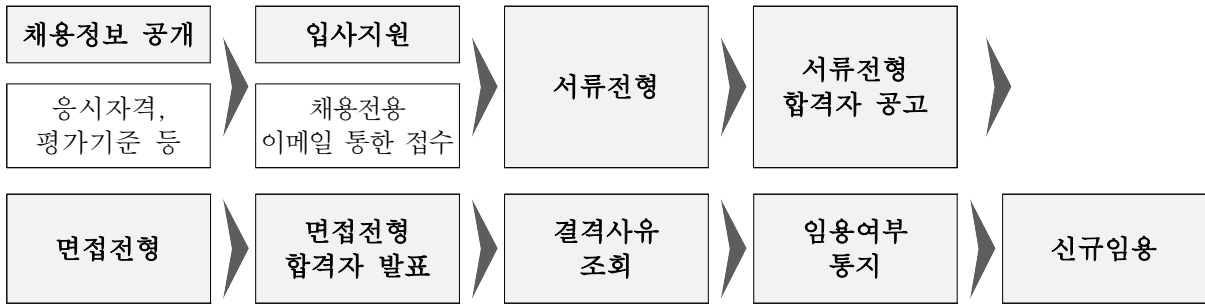 채용정보 공개
응시자격,
평가기준 등
입사지원
채용전용
이메일 통한 접수
서류전형
서류전형
합격자 공고
면접전형
면접전형
합격자 발표
결격사유
조회
임용여부
통지
신규임용